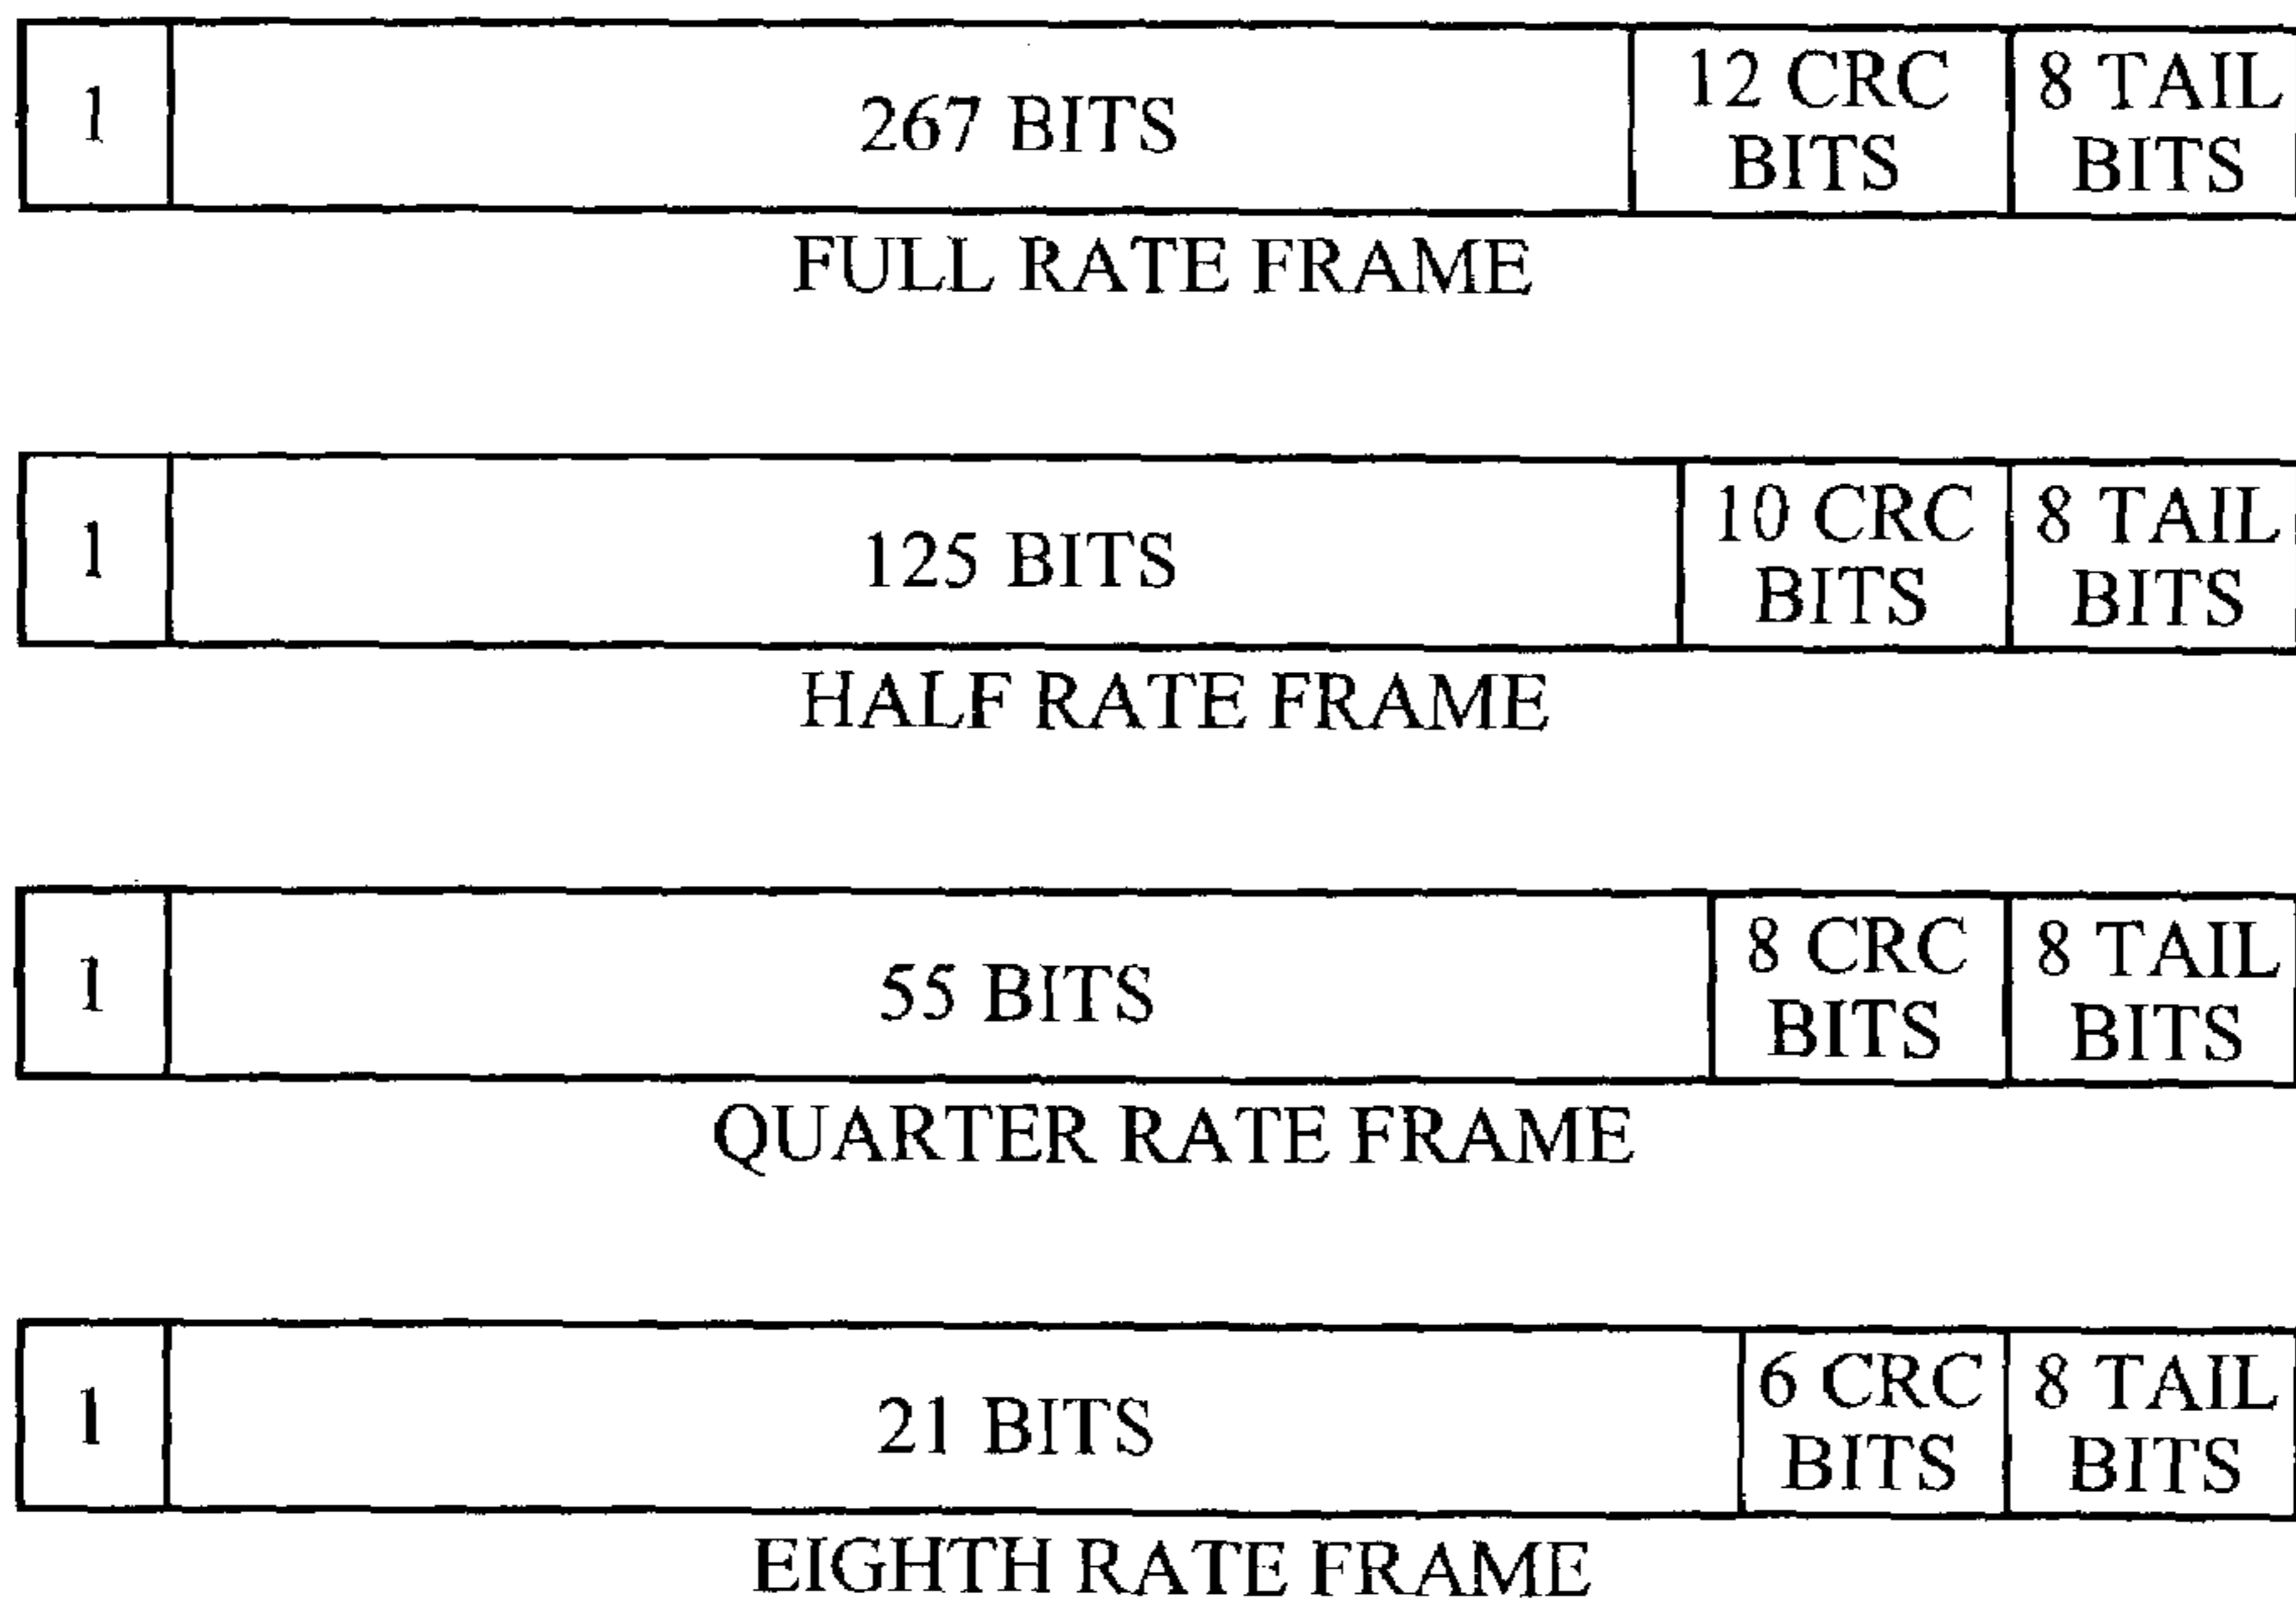 1
267 BITS
12 CRC
BITS
8 TAIL
BITS
FULL RATE FRAME
1
125 BITS
10 CRC
BITS
8 TAIL
BITS
HALF RATE FRAME
1
55 BITS
8 CRC
BITS
8 TAIL
BITS
QUARTER RATE FRAME
1
21 BITS
6 CRC
BITS
8 TAIL
BITS
EIGHTH RATE FRAME